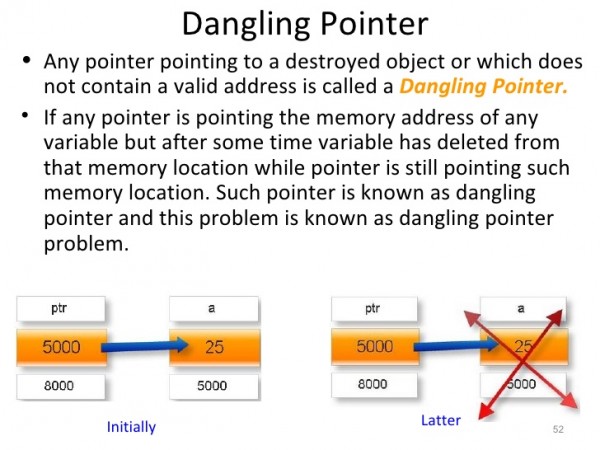 Dangling Pointer
• Any pointer pointing to a destroyed object or which does
not contain a valid address is called a Dangling Pointer.
• If any pointer is pointing the memory address of any
variable but after some time variable has deleted from
that memory location while pointer is still pointing such
memory location. Such pointer is known as dangling
pointer and this problem is known as dangling pointer
problem.
ptr a
5000 25
8000 5000
Initially
ptr a
5000 25
8000 5000
Latter
52